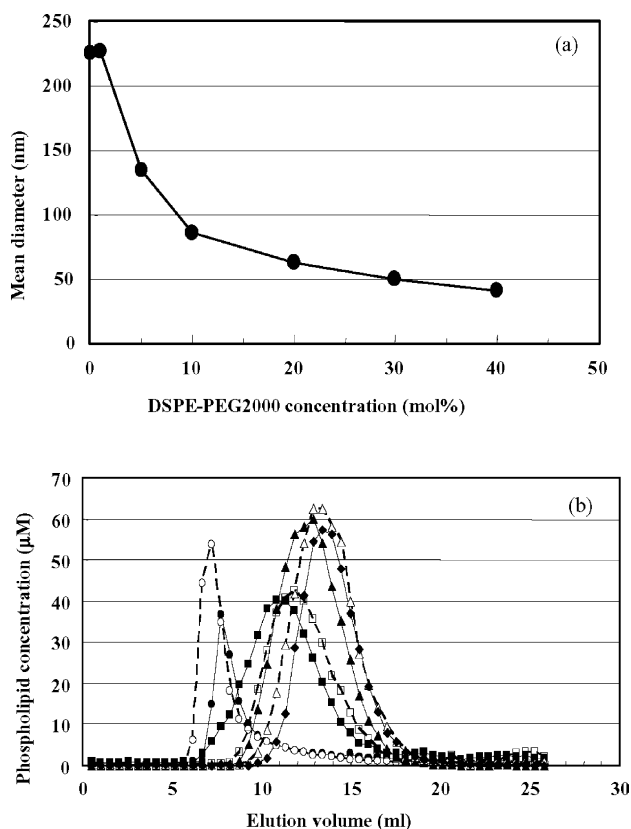 (a)
250
200
150
100
50
0
Mean diameter (nm)
0 10 20 30 40 50
DSPE-PEG2000 concentration (mol%)
(b)
70
60
50
40
30
20
10
0
Phospholipid concentration (μM)
0 5 10 15 20 25 30
Elution volume (ml)